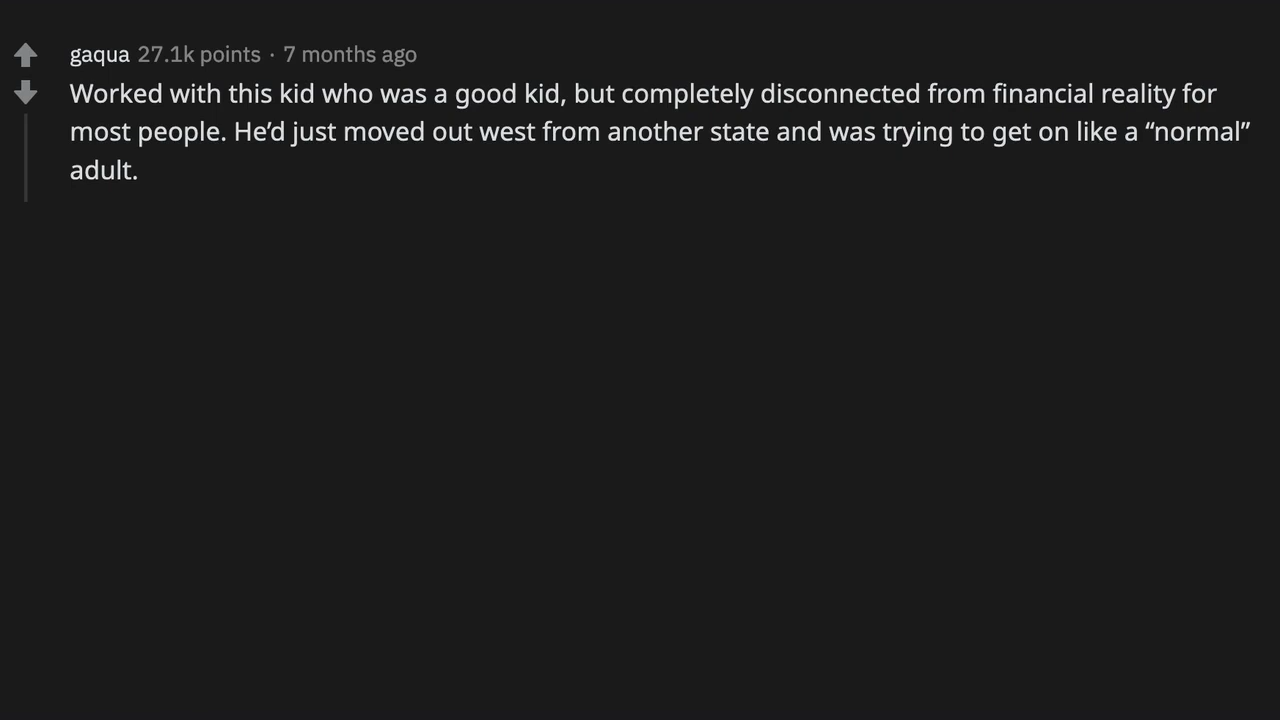 gaqua 27.1k points · 7 months ago
Worked with this kid who was a good kid, but completely disconnected from financial reality for
most people. He’d just moved out west from another state and was trying to get on like a “normal”
adult.